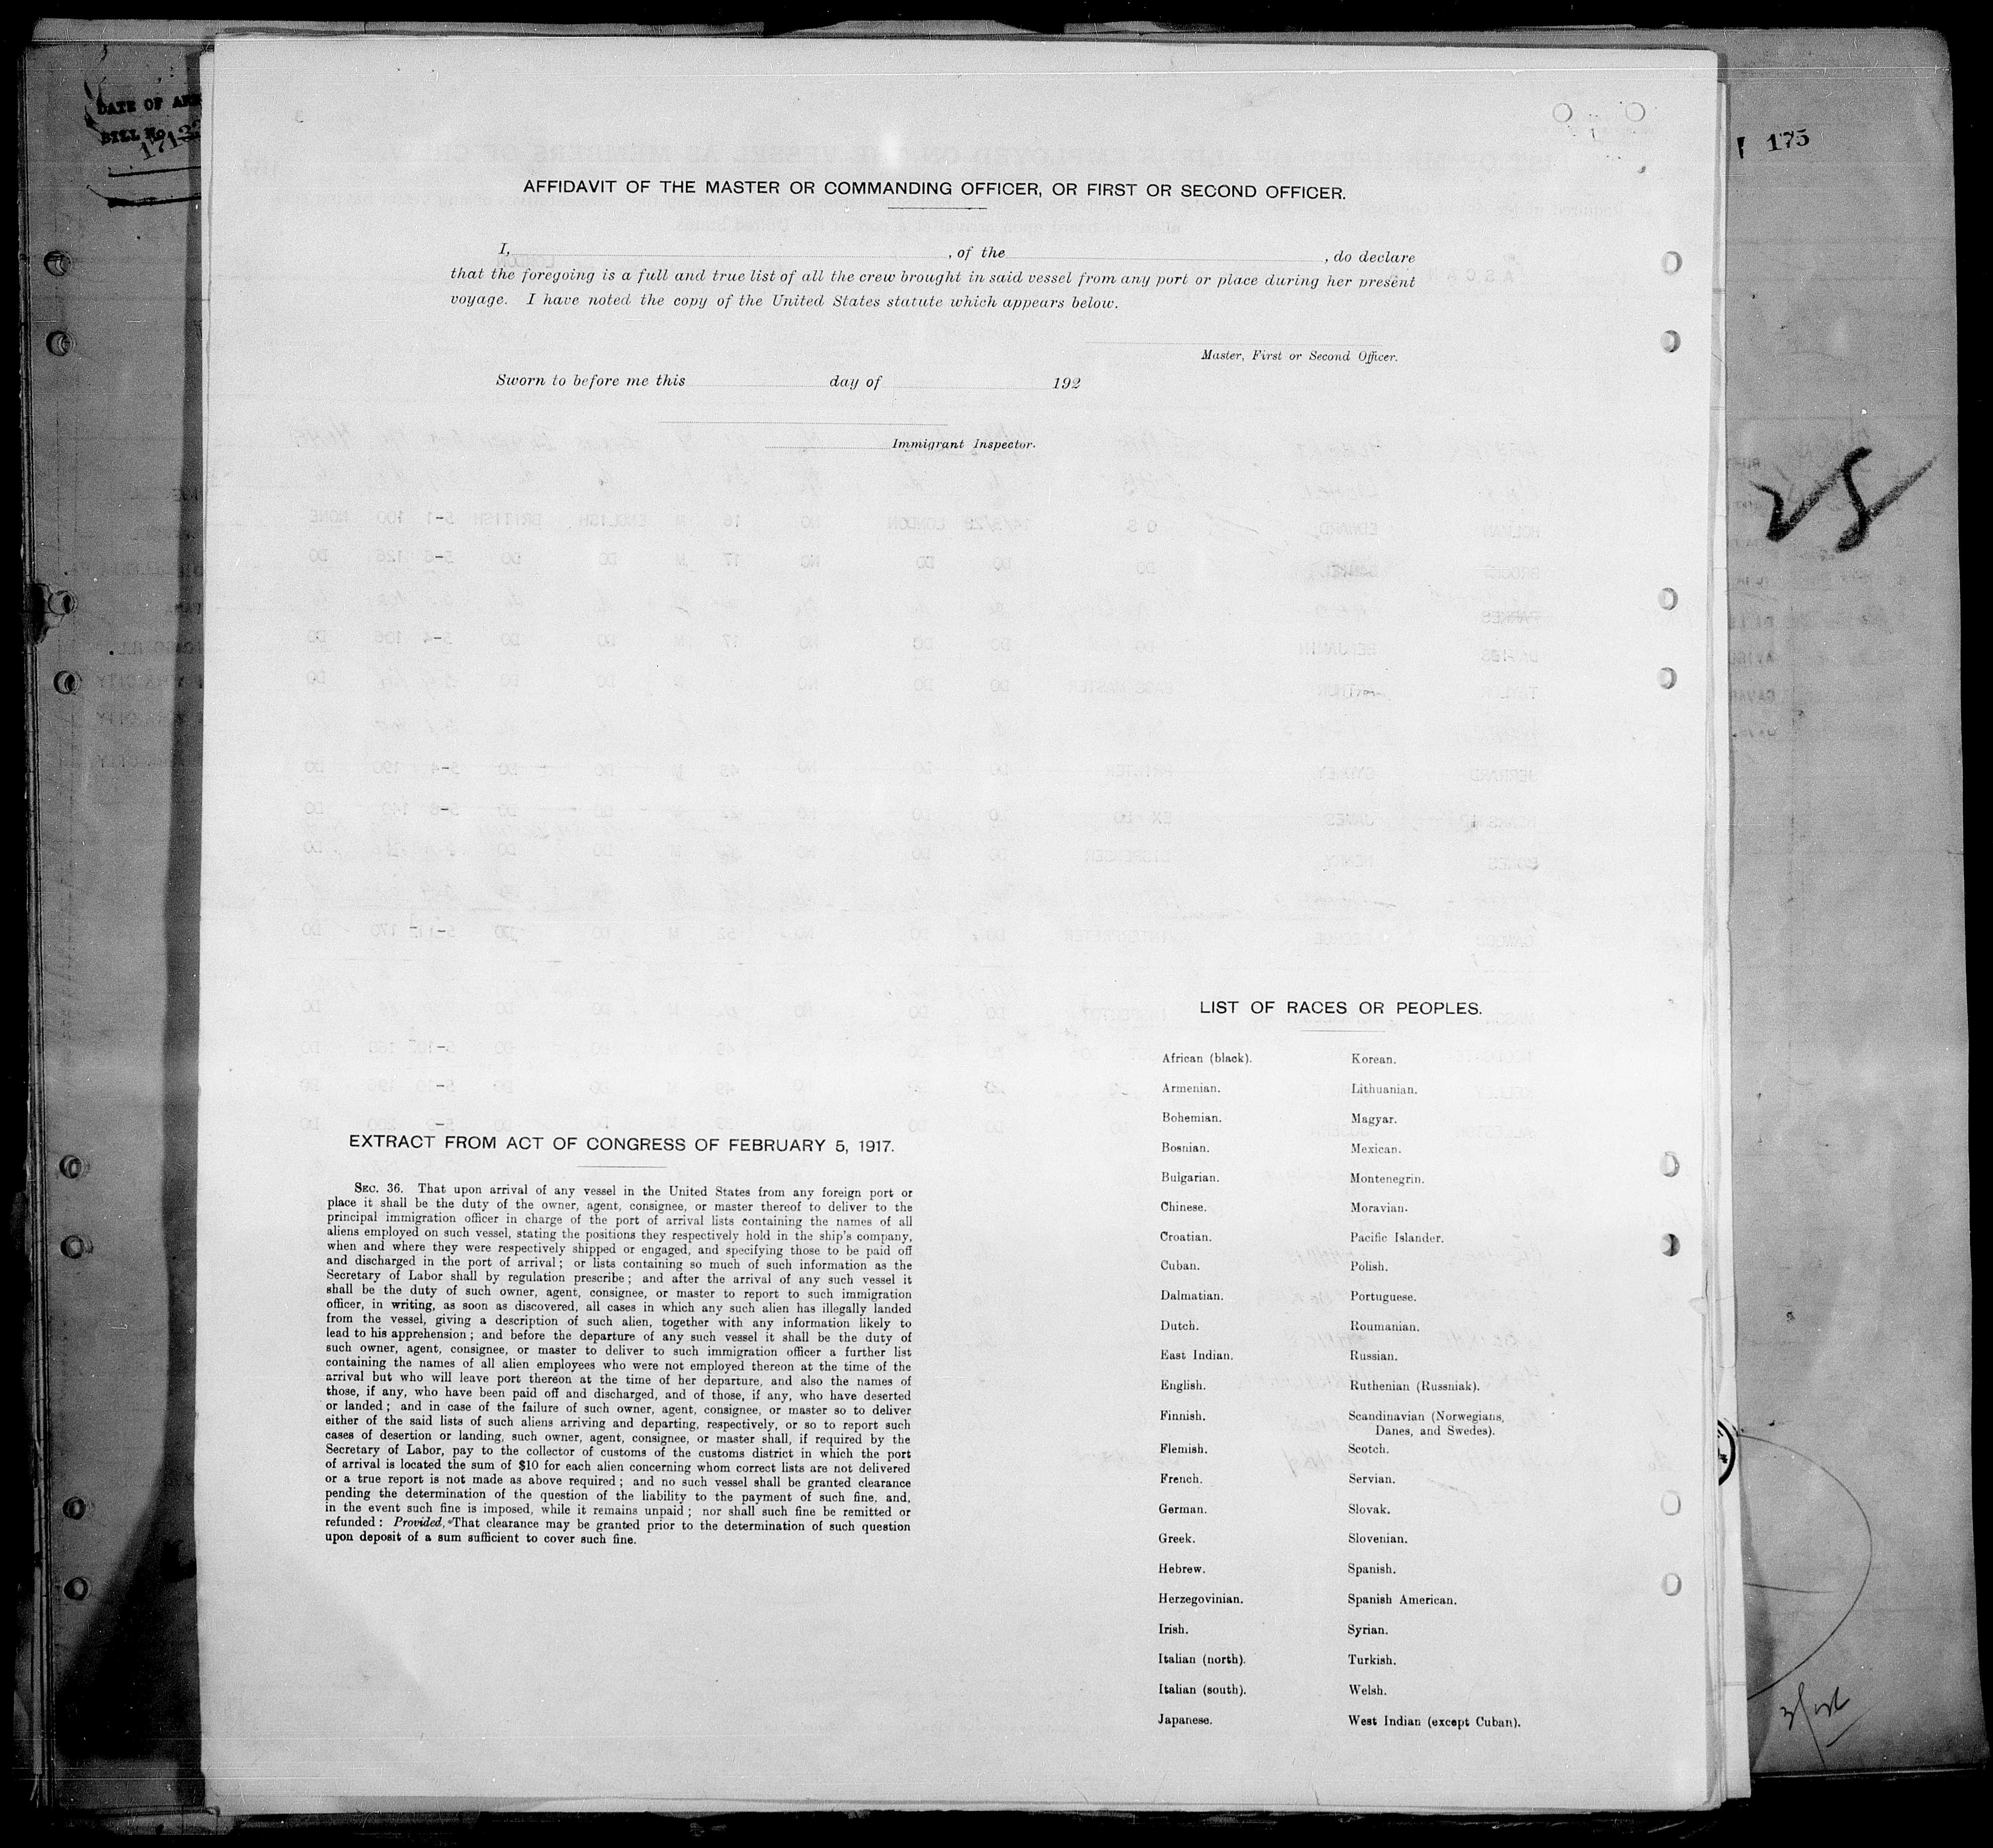 DATE OF
BILL No
1713
175
AFFIDAVIT OF THE MASTER OR COMMANDING OFFICER, OR FIRST OR SECOND OFFICER.
I, , of the , do declare
that the foregoing is a full and true list of all the crew brought in said vessel from any port or place during her present
voyage. I have noted the copy of the United States statute which appears below.
Master, First or Second Officer.
Sworn to before me this day of 192
Immigrant Inspector.
LIST OF RACES OR PEOPLES.
African (black).
Armenian.
Bohemian.
Bosnian.
Bulgarian.
Chinese.
Croatian.
Cuban.
Dalmatian.
Dutch.
East Indian.
English.
Finnish.
Flemish.
French.
German.
Greek.
Hebrew.
Herzegovinian.
Irish.
Italian (north).
Italian (south).
Japanese.
Korean.
Lithuanian.
Magyar.
Mexican.
Montenegrin.
Moravian.
Pacific Islander.
Polish.
Portuguese.
Roumanian.
Russian.
Ruthenian (Russniak).
Scandinavian (Norwegians,
Danes, and Swedes).
Scotch.
Servian.
Slovak.
Slovenian.
Spanish.
Spanish American.
Syrian.
Turkish.
Welsh.
West Indian (except Cuban).
EXTRACT FROM ACT OF CONGRESS OF FEBRUARY 5, 1917.
SEC. 36. That upon arrival of any vessel in the United States from any foreign port or
place it shall be the duty of the owner, agent, consignee, or master thereof to deliver to the
principal immigration officer in charge of the port of arrival lists containing the names of all
aliens employed on such vessel, stating the positions they respectively hold in the ship's company,
when and where they were respectively shipped or engaged, and specifying those to be paid off
and discharged in the port of arrival; or lists containing so much of such information as the
Secretary of Labor shall by regulation prescribe; and after the arrival of any such vessel it
shall be the duty of such owner, agent, consignee, or master to report to such immigration
officer, in writing, as soon as discovered, all cases in which any such alien has illegally landed
from the vessel, giving a description of such alien, together with any information likely to
lead to his apprehension; and before the departure of any such vessel it shall be the duty of
such owner, agent, consignee, or master to deliver to such immigration officer a further list
containing the names of all alien employees who were not employed thereon at the time of the
arrival but who will leave port thereon at the time of her departure, and also the names of
those, if any, who have been paid off and discharged, and of those, if any, who have deserted
or landed; and in case of the failure of such owner, agent, consignee, or master so to deliver
either of the said lists of such aliens arriving and departing, respectively, or so to report such
cases of desertion or landing, such owner, agent, consignee, or master shall, if required by the
Secretary of Labor, pay to the collector of customs of the customs district in which the port
of arrival is located the sum of $10 for each alien concerning whom correct lists are not delivered
or a true report is not made as above required; and no such vessel shall be granted clearance
pending the determination of the question of the liability to the payment of such fine, and,
in the event such fine is imposed, while it remains unpaid; nor shall such fine be remitted or
refunded: Provided, That clearance may be granted prior to the determination of such question
upon deposit of a sum sufficient to cover such fine.